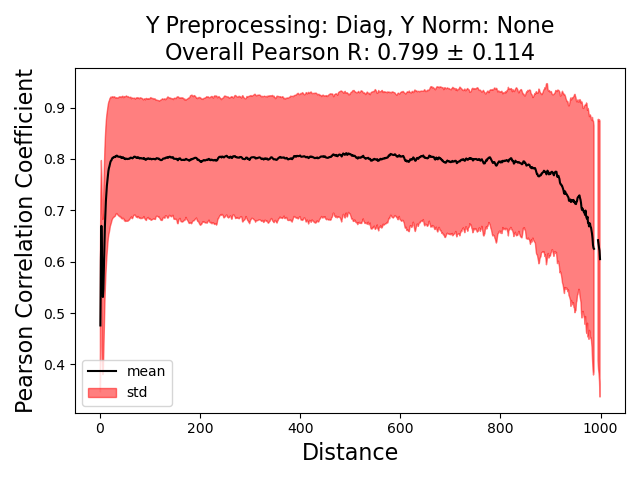 Y Preprocessing: Diag, Y Norm: None
Overall Pearson R: 0.799 ± 0.114
Pearson Correlation Coefficient
0.9
0.8
0.7
0.6
0.5
0.4
mean
std
0 200 400 600 800 1000
Distance